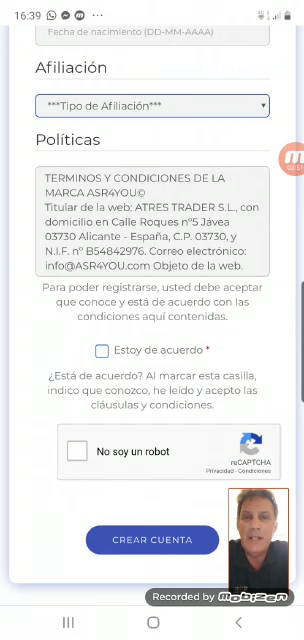 16:39
Fecha de nacimiento (DD-MM-AAAA)
Afiliación
***Tipo de Afiliación***
Políticas
TERMINOS Y CONDICIONES DE LA
MARCA ASR4YOU©
Titular de la web: ATRES TRADER S.L., con
domicilio en Calle Roques nº5 Jávea
03730 Alicante - España, C.P. 03730, y
N.I.F. nº B54842976. Correo electrónico:
info@ASR4YOU.com Objeto de la web.
02:51
Para poder registrarse, usted debe aceptar
que conoce y está de acuerdo con las
condiciones aquí contenidas.
Estoy de acuerdo *
¿Está de acuerdo? Al marcar esta casilla,
indico que conozco, he leído y acepto las
cláusulas y condiciones.
No soy un robot
reCAPTCHA
Privacidad - Condiciones
CREAR CUENTA
Recorded by mobizen